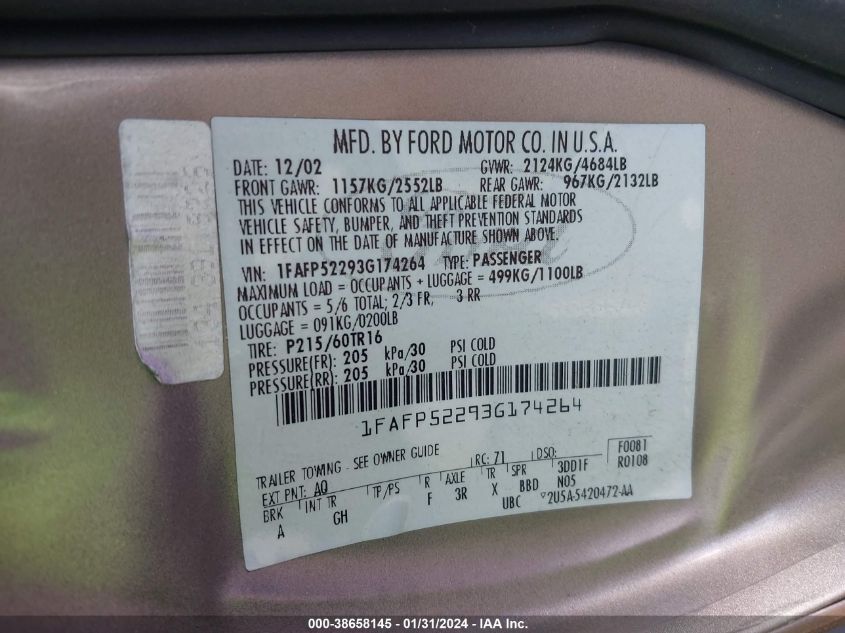 MFD. BY FORD MOTOR CO. IN U.S.A.
DATE: 12/02 GVWR: 2124KG/4684LB
FRONT GAWR: 1157KG/2552LB REAR GAWR: 967KG/2132LB
THIS VEHICLE CONFORMS TO ALL APPLICABLE FEDERAL MOTOR
VEHICLE SAFETY, BUMPER, AND THEFT PREVENTION STANDARDS
IN EFFECT ON THE DATE OF MANUFACTURE SHOWN ABOVE.
VIN: 1FAFP52293G174264 TYPE: PASSENGER
MAXIMUM LOAD = OCCUPANTS + LUGGAGE = 499KG/1100LB
OCCUPANTS = 5/6 TOTAL; 2/3 FR, 3 RR
LUGGAGE = 091KG/0200LB
TIRE: P215/60TR16
PRESSURE(FR): 205 kPa/30 PSI COLD
PRESSURE(RR): 205 kPa/30 PSI COLD
1FAFP52293G174264
TRAILER TOWING - SEE OWNER GUIDE
F0081
R0108
EXT PNT: AQ RC: 71 DSO:
BRK INT TR TP/PS R AXLE TR SPR 3DD1F
A GH F 3R X BBD N05
UBC 2U5A-5420472-AA
000-38658145 - 01/31/2024 - IAA Inc.